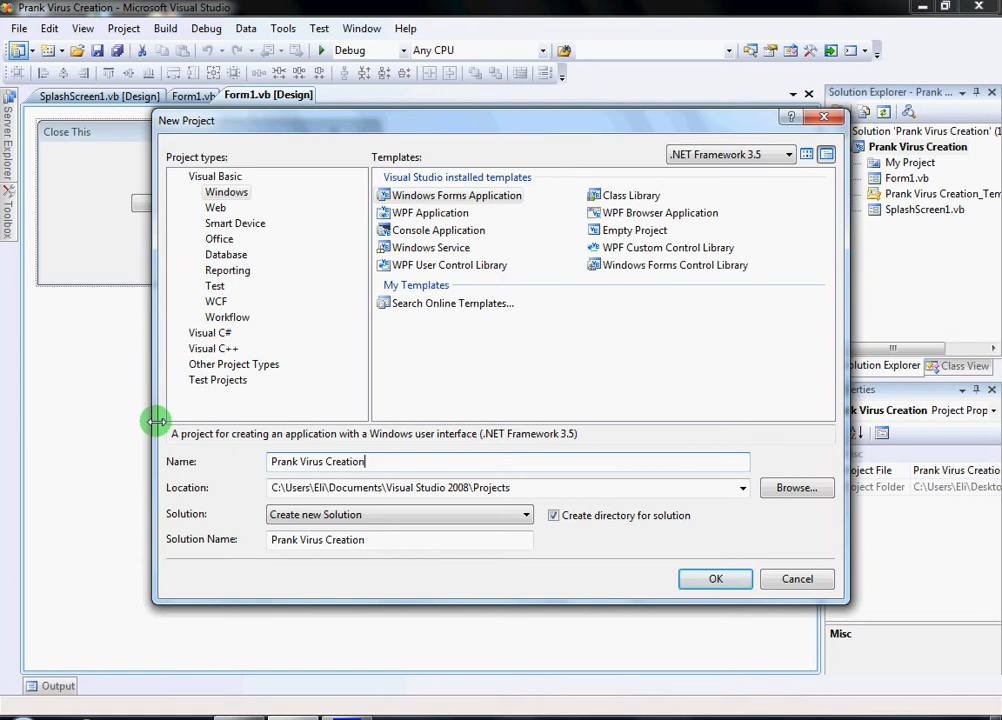 Prank Virus Creation - Microsoft Visual Studio
File Edit View Project Build Debug Data Tools Test Window Help
Debug Any CPU
SplashScreen1.vb [Design] Form1.vb Form1.vb [Design]
Solution Explorer - Prank ...
Server Explorer
Toolbox
Close This
Solution 'Prank Virus Creation' (1
Prank Virus Creation
My Project
Form1.vb
Prank Virus Creation_Tem
SplashScreen1.vb
New Project
Project types:
Visual Basic
Windows
Web
Smart Device
Office
Database
Reporting
Test
WCF
Workflow
Visual C#
Visual C++
Other Project Types
Test Projects
Templates:
.NET Framework 3.5
Visual Studio installed templates
Windows Forms Application
Class Library
WPF Application
WPF Browser Application
Console Application
Empty Project
Windows Service
WPF Custom Control Library
WPF User Control Library
Windows Forms Control Library
My Templates
Search Online Templates...
A project for creating an application with a Windows user interface (.NET Framework 3.5)
Name: Prank Virus Creation
Location: C:\Users\Eli\Documents\Visual Studio 2008\Projects
Browse...
Solution: Create new Solution
Create directory for solution
Solution Name: Prank Virus Creation
OK Cancel
olution Explorer Class View
erties
k Virus Creation Project Prop
isc
oject File Prank Virus Creatio
oject Folder C:\Users\Eli\Deskto
Misc
Output